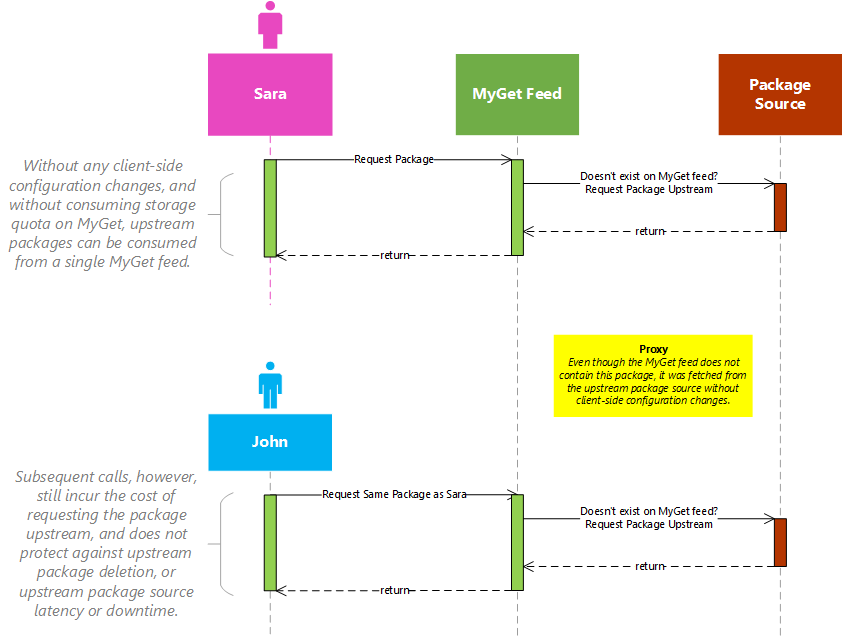 Sara
MyGet Feed
Package
Source
Without any client-side
configuration changes, and
without consuming storage
quota on MyGet, upstream
packages can be consumed
from a single MyGet feed.
Request Package
Doesn't exist on MyGet feed?
Request Package Upstream
return
return
Proxy
Even though the MyGet feed does not
contain this package, it was fetched from
the upstream package source without
client-side configuration changes.
John
Subsequent calls, however,
still incur the cost of
requesting the package
upstream, and does not
protect against upstream
package deletion, or
upstream package source
latency or downtime.
Request Same Package as Sara
Doesn't exist on MyGet feed?
Request Package Upstream
return
return